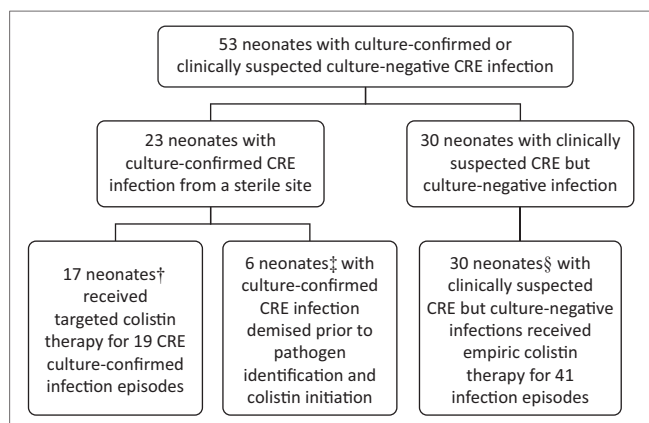 53 neonates with culture-confirmed or
clinically suspected culture-negative CRE infection
23 neonates with
culture-confirmed CRE
infection from a sterile site
30 neonates with clinically
suspected CRE but
culture-negative infection
17 neonates†
received
targeted colistin
therapy for 19 CRE
culture-confirmed
infection episodes
6 neonates‡ with
culture-confirmed
CRE infection
demised prior to
pathogen
identification and
colistin initiation
30 neonates§ with
clinically suspected
CRE but culture-negative
infections received
empiric colistin
therapy for 41
infection episodes